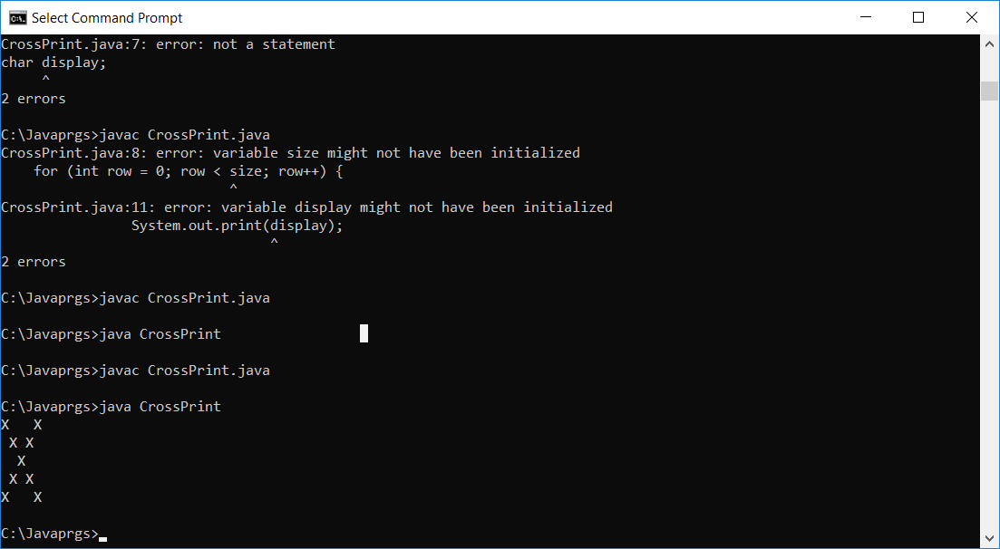 Select Command Prompt
CrossPrint.java:7: error: not a statement
char display;
     ^
2 errors

C:\Javaprgs>javac CrossPrint.java
CrossPrint.java:8: error: variable size might not have been initialized
    for (int row = 0; row < size; row++) {
                            ^
CrossPrint.java:11: error: variable display might not have been initialized
                System.out.print(display);
                                 ^
2 errors

C:\Javaprgs>javac CrossPrint.java

C:\Javaprgs>java CrossPrint

C:\Javaprgs>javac CrossPrint.java

C:\Javaprgs>java CrossPrint
X   X
 X X
  X
 X X
X   X

C:\Javaprgs>